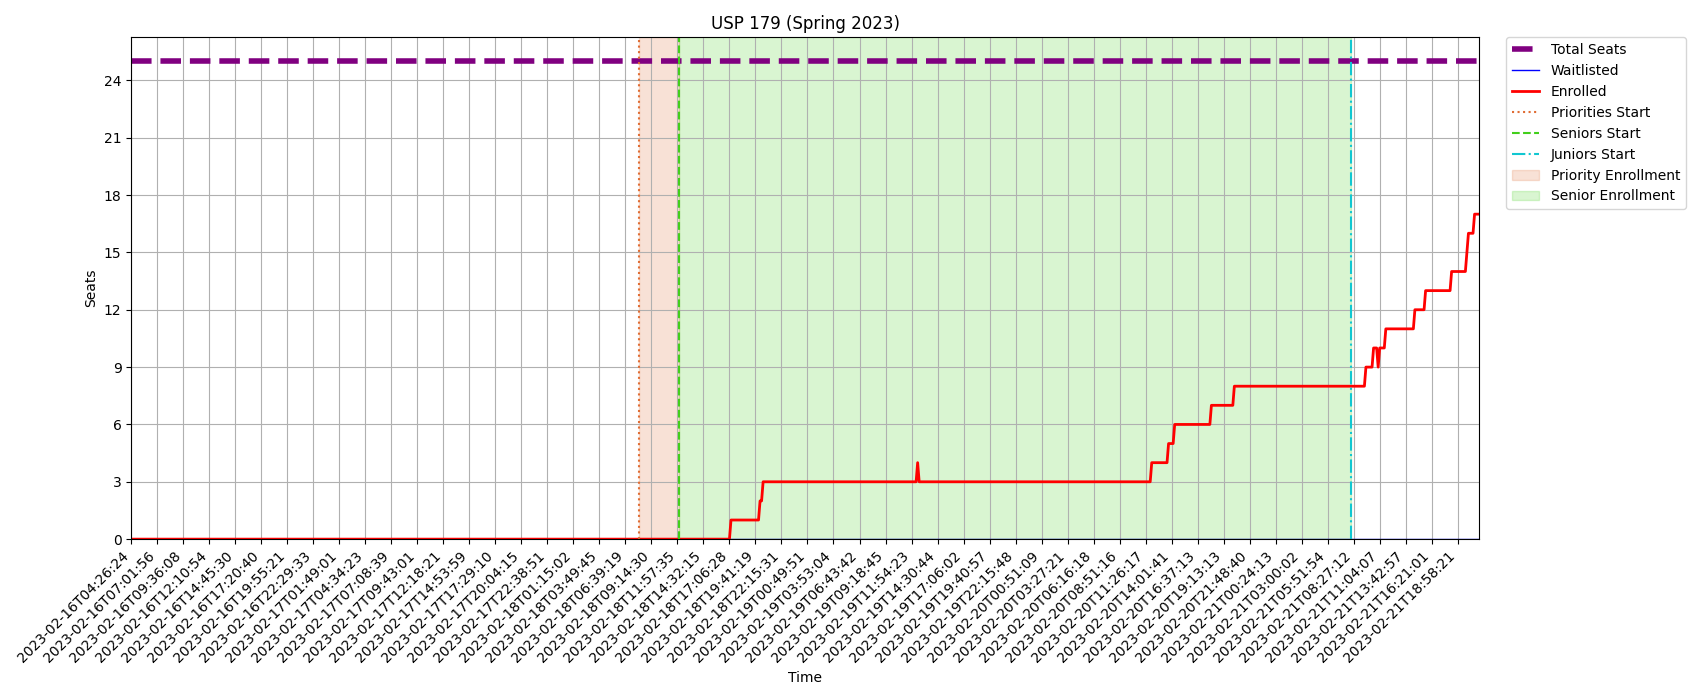 USP 179 (Spring 2023)
Total Seats
Waitlisted
Enrolled
Priorities Start
Seniors Start
Juniors Start
Priority Enrollment
Senior Enrollment
Seats
24
21
18
15
12
9
6
3
0
2023-02-16T04:26:24
2023-02-16T07:01:56
2023-02-16T09:36:08
2023-02-16T12:10:54
2023-02-16T14:45:30
2023-02-16T17:20:40
2023-02-16T19:55:21
2023-02-16T22:29:33
2023-02-17T01:49:01
2023-02-17T04:34:23
2023-02-17T07:08:39
2023-02-17T09:43:01
2023-02-17T12:18:21
2023-02-17T14:53:59
2023-02-17T17:29:10
2023-02-17T20:04:15
2023-02-17T22:38:51
2023-02-18T01:15:02
2023-02-18T03:49:45
2023-02-18T06:39:19
2023-02-18T09:14:30
2023-02-18T11:57:35
2023-02-18T14:32:15
2023-02-18T17:06:28
2023-02-18T19:41:19
2023-02-18T22:15:31
2023-02-19T00:49:51
2023-02-19T03:53:04
2023-02-19T06:43:42
2023-02-19T09:18:45
2023-02-19T11:54:23
2023-02-19T14:30:44
2023-02-19T17:06:02
2023-02-19T19:40:57
2023-02-19T22:15:48
2023-02-20T00:51:09
2023-02-20T03:27:21
2023-02-20T06:16:18
2023-02-20T08:51:16
2023-02-20T11:26:17
2023-02-20T14:01:41
2023-02-20T16:37:13
2023-02-20T19:13:13
2023-02-20T21:48:40
2023-02-21T00:24:13
2023-02-21T03:00:02
2023-02-21T05:51:54
2023-02-21T08:27:12
2023-02-21T11:04:07
2023-02-21T13:42:57
2023-02-21T16:21:01
2023-02-21T18:58:21
Time